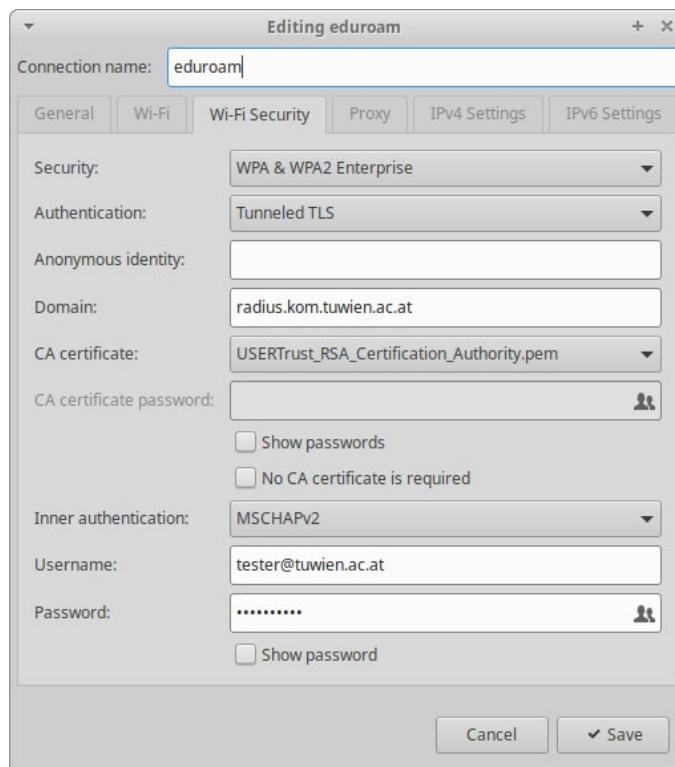 Editing eduroam
Connection name: eduroam
General Wi-Fi Wi-Fi Security Proxy IPv4 Settings IPv6 Settings
Security: WPA & WPA2 Enterprise
Authentication: Tunneled TLS
Anonymous identity:
Domain: radius.kom.tuwien.ac.at
CA certificate: USERTrust_RSA_Certification_Authority.pem
CA certificate password:
Show passwords
No CA certificate is required
Inner authentication: MSCHAPv2
Username: tester@tuwien.ac.at
Password: ••••••••••
Show password
Cancel Save